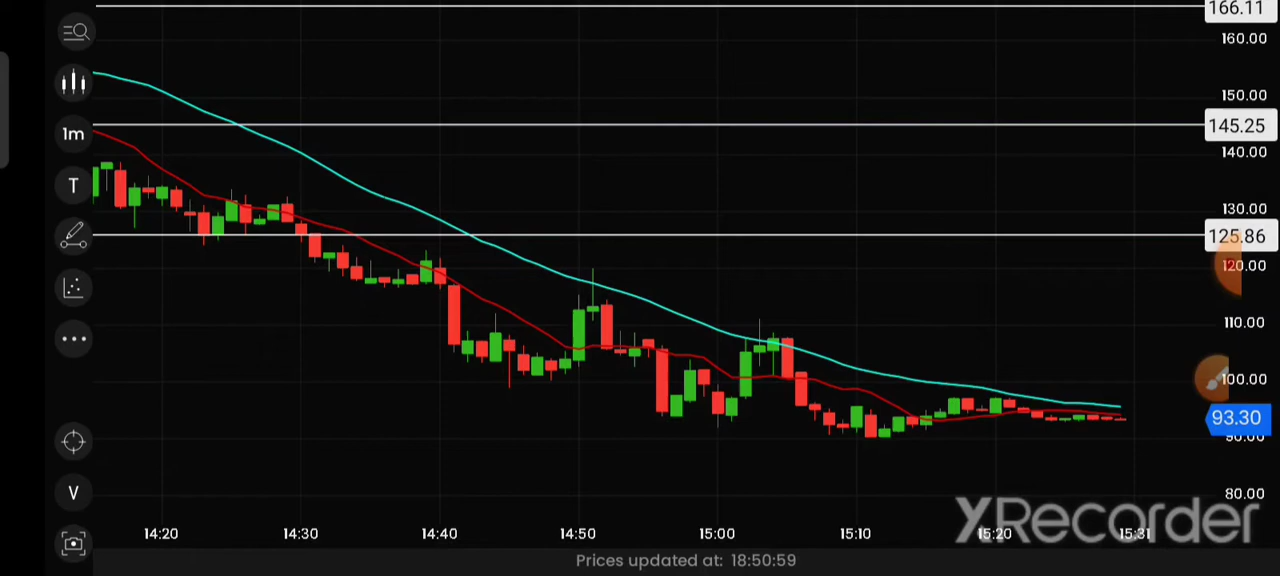 166.11
160.00
150.00
1m
145.25
140.00
T
130.00
125.86
120.00
110.00
100.00
93.30
90.00
80.00
V
XRecorder
14:20 14:30 14:40 14:50 15:00 15:10 15:20 15:31
Prices updated at: 18:50:59